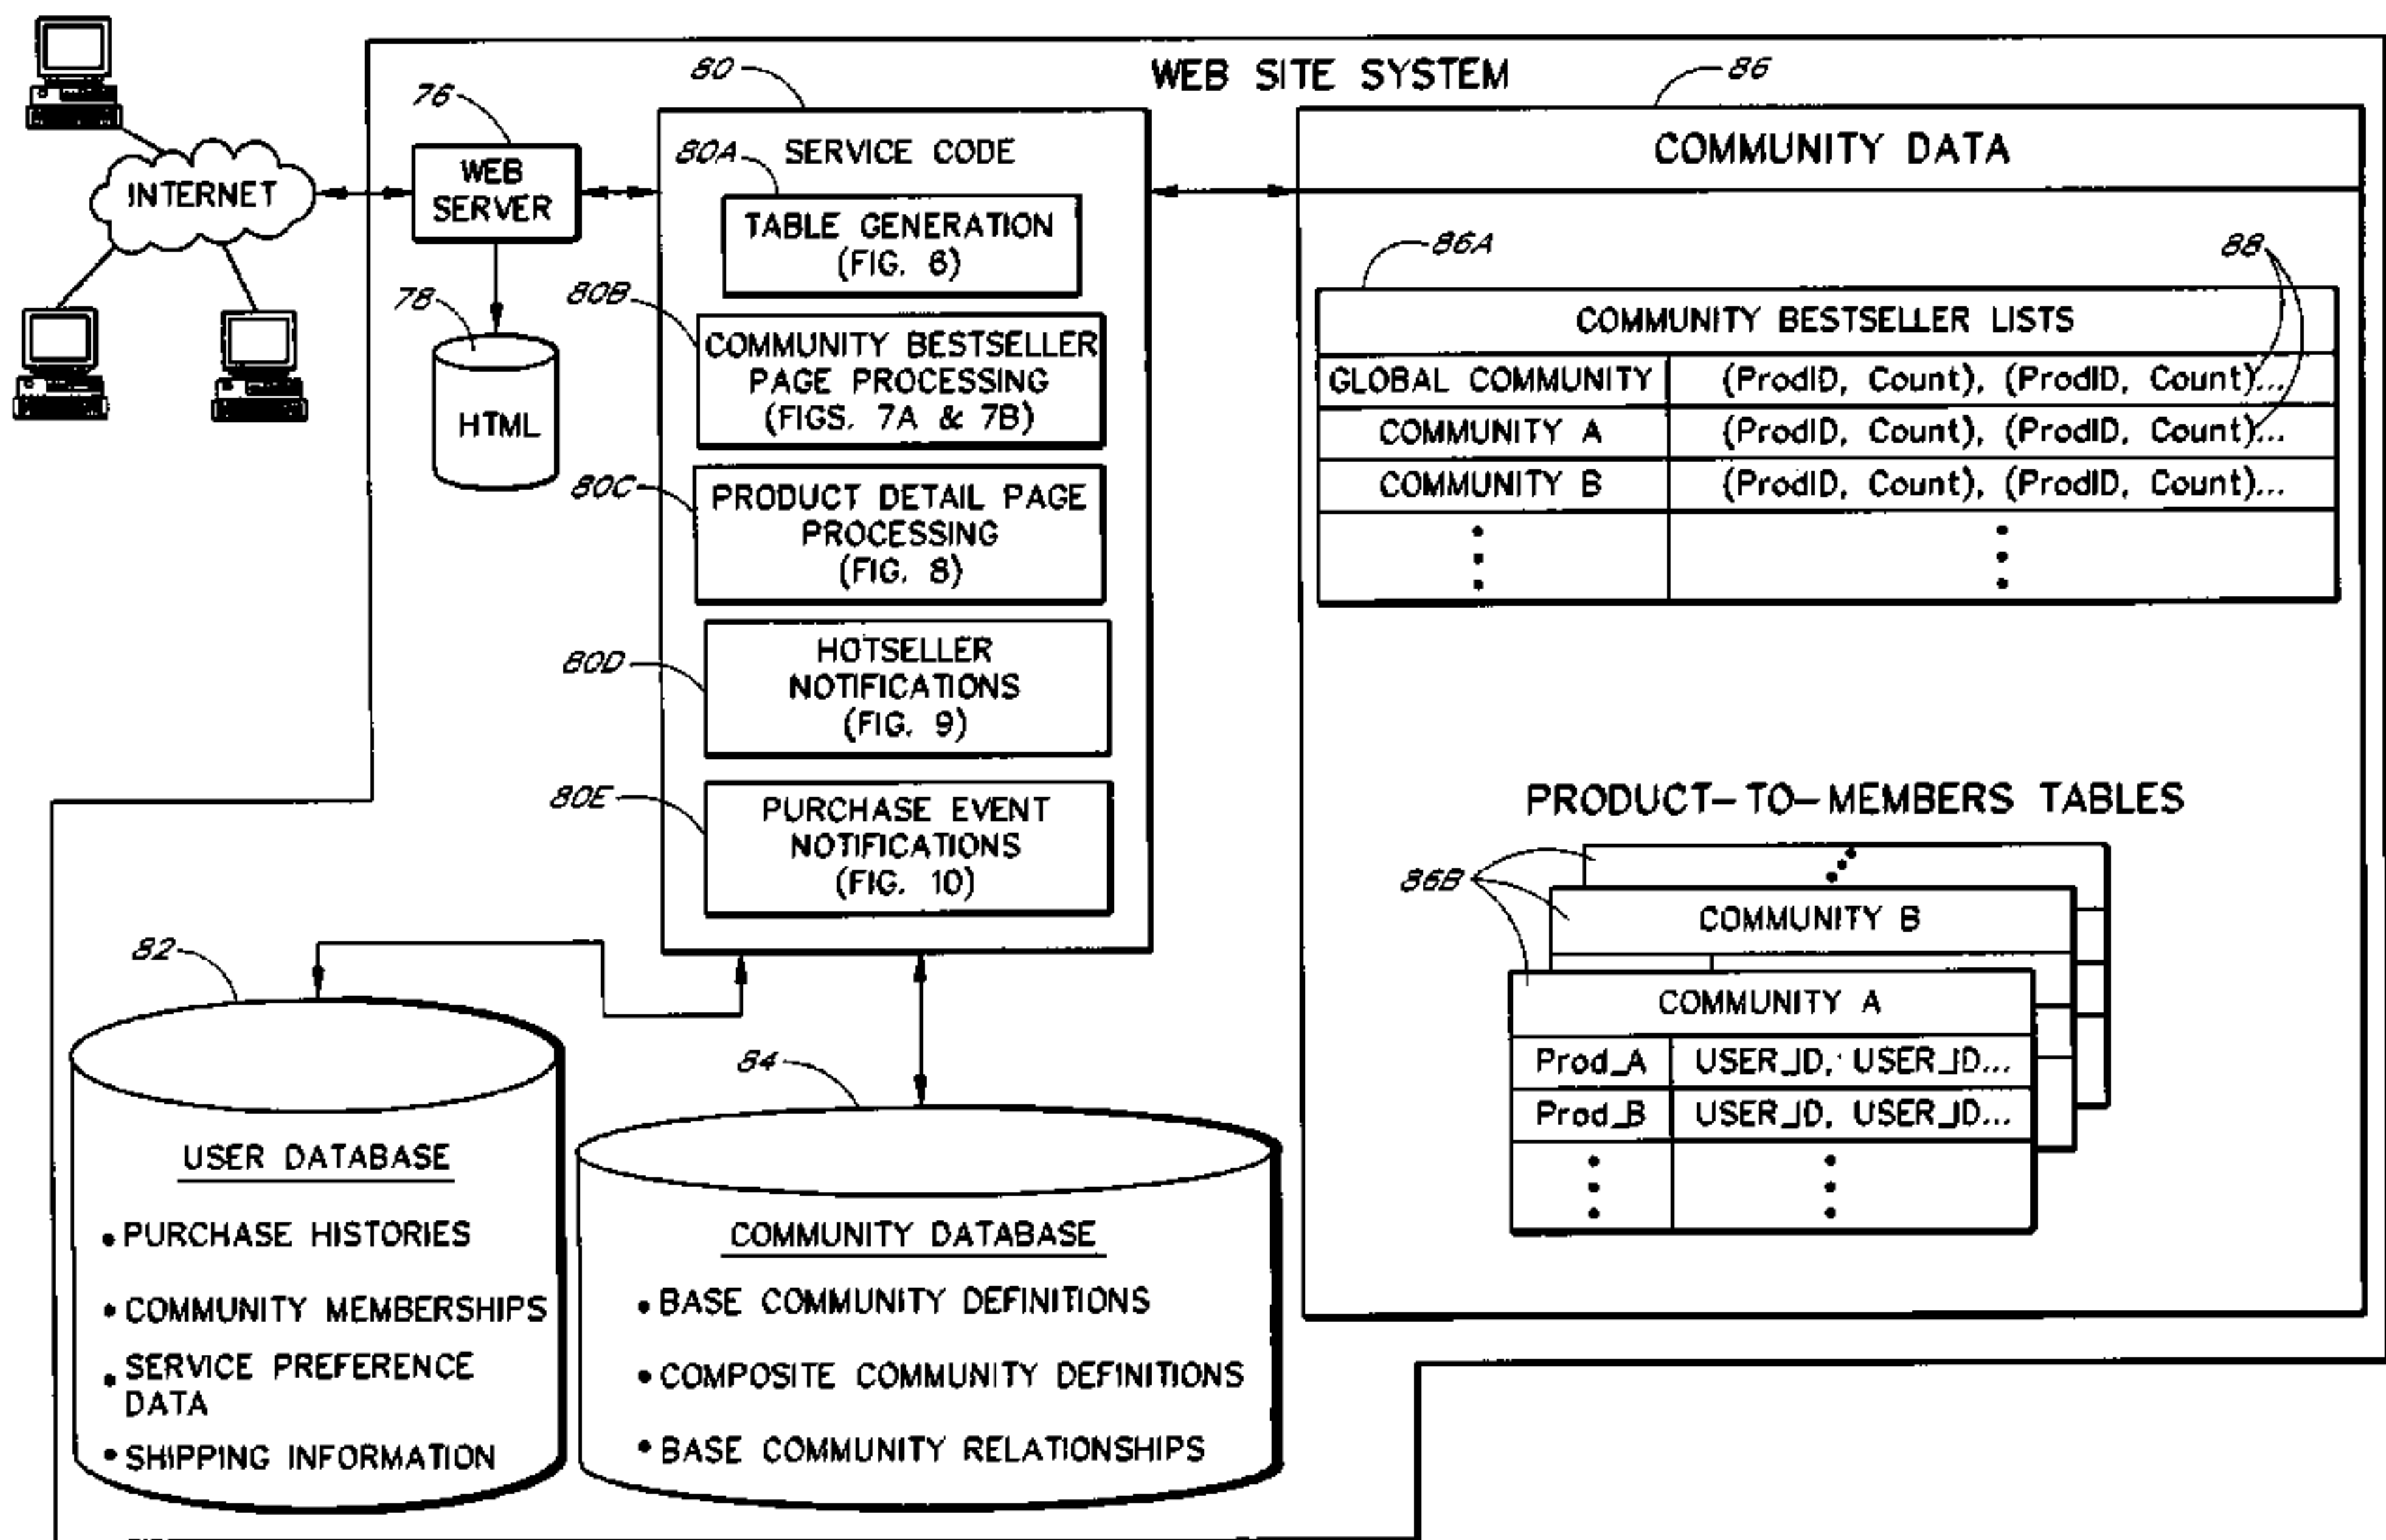 WEB SITE SYSTEM
INTERNET
76
WEB
SERVER
78
HTML
80
SERVICE CODE
80A
TABLE GENERATION
(FIG. 6)
80B
COMMUNITY BESTSELLER
PAGE PROCESSING
(FIGS. 7A & 7B)
80C
PRODUCT DETAIL PAGE
PROCESSING
(FIG. 8)
80D
HOTSELLER
NOTIFICATIONS
(FIG. 9)
80E
PURCHASE EVENT
NOTIFICATIONS
(FIG. 10)
86
COMMUNITY DATA
86A
88
COMMUNITY BESTSELLER LISTS
GLOBAL COMMUNITY (ProdID, Count), (ProdID, Count)...
COMMUNITY A (ProdID, Count), (ProdID, Count)...
COMMUNITY B (ProdID, Count), (ProdID, Count)...
PRODUCT-TO-MEMBERS TABLES
86B
COMMUNITY B
COMMUNITY A
Prod_A USER_ID, USER_ID...
Prod_B USER_ID, USER_ID...
82
USER DATABASE
• PURCHASE HISTORIES
• COMMUNITY MEMBERSHIPS
• SERVICE PREFERENCE
DATA
• SHIPPING INFORMATION
84
COMMUNITY DATABASE
• BASE COMMUNITY DEFINITIONS
• COMPOSITE COMMUNITY DEFINITIONS
• BASE COMMUNITY RELATIONSHIPS